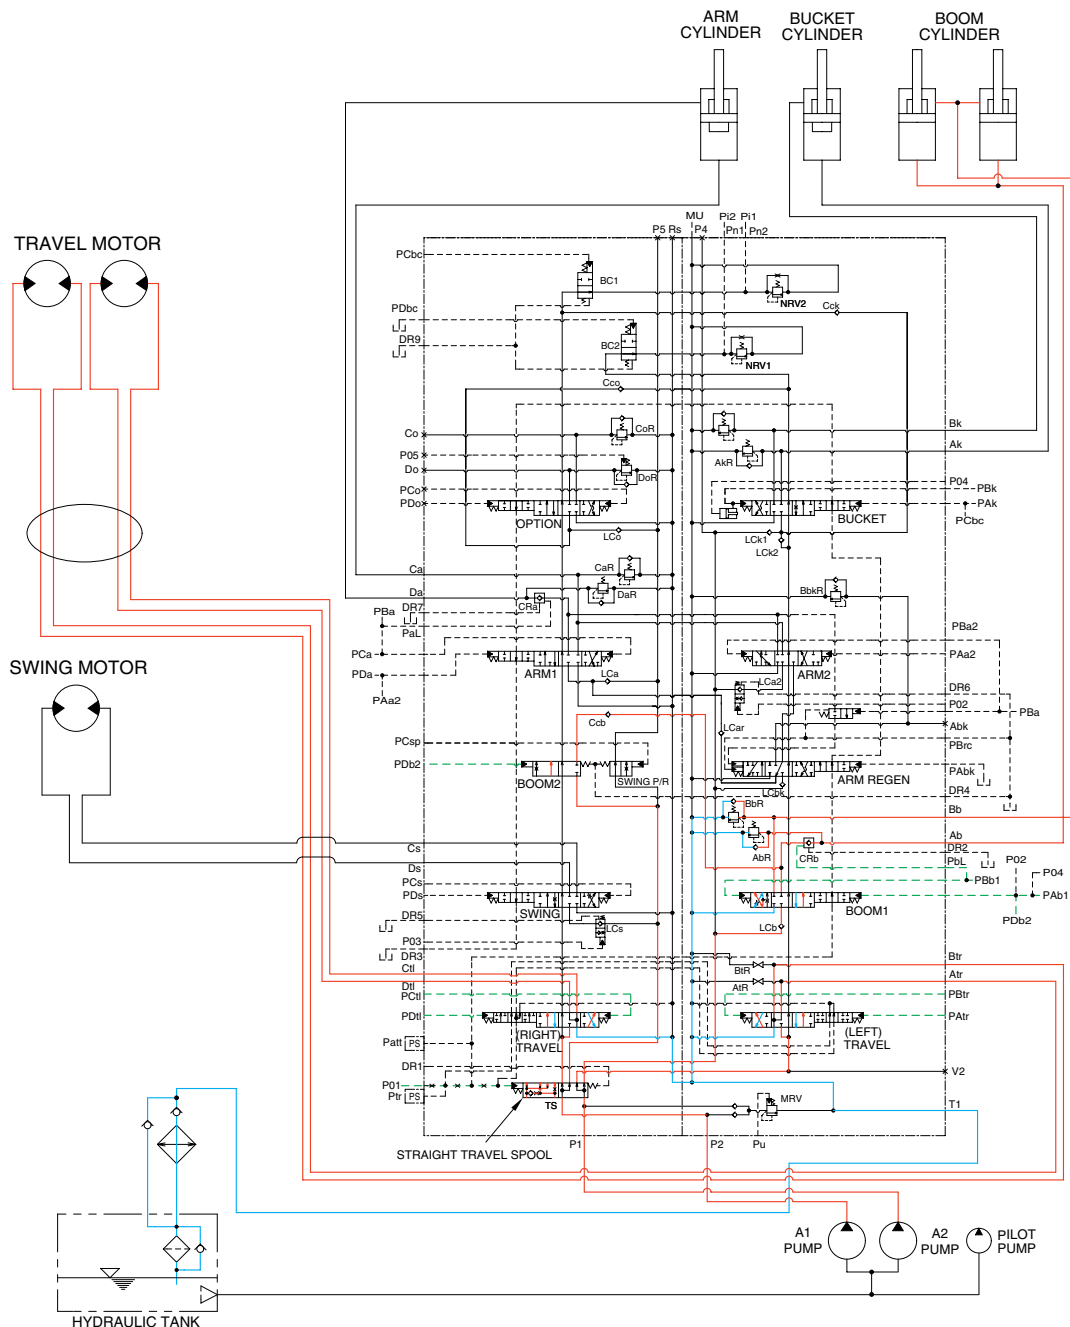 ARM CYLINDER
BUCKET CYLINDER
BOOM CYLINDER
TRAVEL MOTOR
SWING MOTOR
P5 Rs
MU
P4
Pi2 Pi1
Pn1 Pn2
PCbc
BC1
NRV2
Cck
PDbc
DR9
BC2
NRV1
Cco
Co
CoR
Bk
P05
Do
DoR
AkR
Ak
PCo
PDo
OPTION
P04
PBk
PAk
BUCKET
PCbc
LCo
LCk1
LCk2
Ca
CaR
Da
DaR
CRa
BbkR
PBa
DR7
PaL
PBa2
PCa
PDa
PAa2
ARM1
ARM2
PAa2
LCa
LCa2
DR6
P02
PBa
Abk
Ccb
LCar
PCsp
PDb2
BOOM2
SWING P/R
PBrc
PAbk
ARM REGEN
LCbk
DR4
BbR
Bb
Ab
AbR
CRb
DR2
PbL
P02
P04
PBb1
PAb1
PDb2
Cs
Ds
PCs
PDs
SWING
BOOM1
DR5
LCs
LCb
P03
DR3
Ctl
Dtl
BtR
Btr
Atr
AtR
PCtl
PDtl
PBtr
PAtr
(RIGHT) TRAVEL
(LEFT) TRAVEL
Patt
PS
DR1
P01
Ptr
PS
TS
V2
MRV
T1
STRAIGHT TRAVEL SPOOL
P1
P2
Pu
A1 PUMP
A2 PUMP
PILOT PUMP
HYDRAULIC TANK